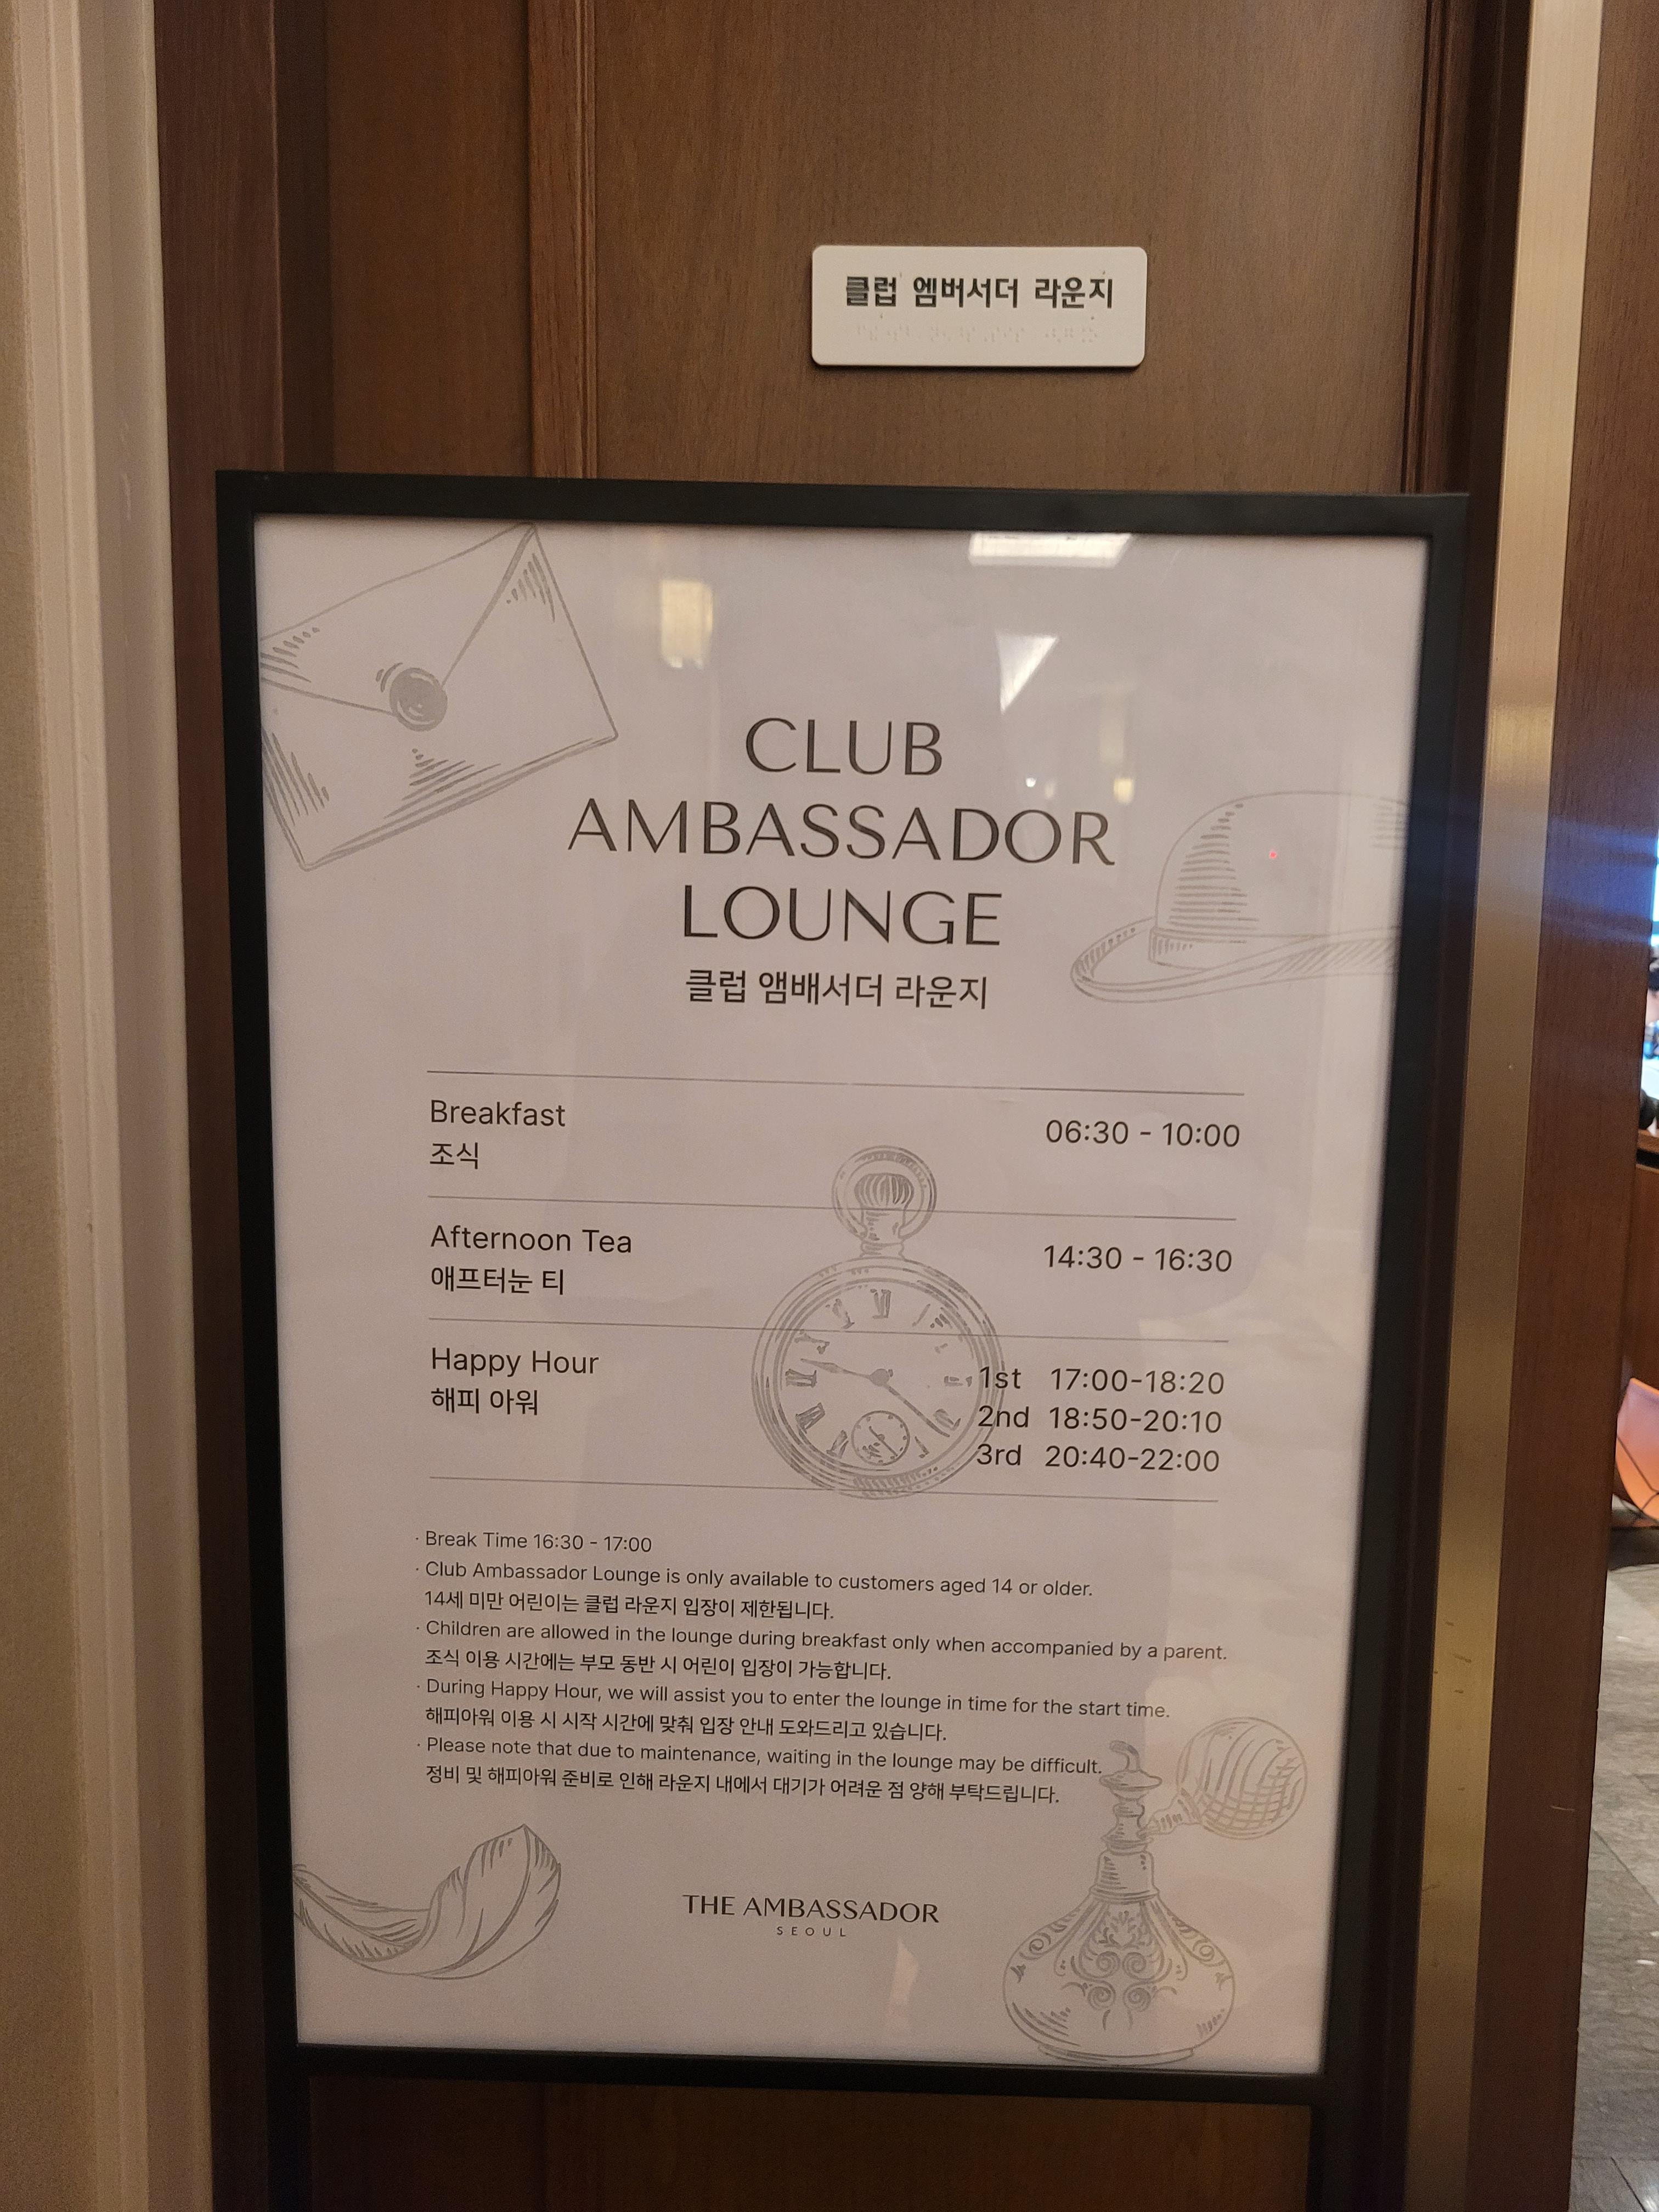 클럽 엠버서더 라운지
CLUB
AMBASSADOR
LOUNGE
클럽 앰배서더 라운지
Breakfast
조식
06:30 - 10:00
Afternoon Tea
애프터눈 티
14:30 - 16:30
Happy Hour
해피 아워
1st 17:00-18:20
2nd 18:50-20:10
3rd 20:40-22:00
· Break Time 16:30 - 17:00
· Club Ambassador Lounge is only available to customers aged 14 or older.
14세 미만 어린이는 클럽 라운지 입장이 제한됩니다.
· Children are allowed in the lounge during breakfast only when accompanied by a parent.
조식 이용 시간에는 부모 동반 시 어린이 입장이 가능합니다.
· During Happy Hour, we will assist you to enter the lounge in time for the start time.
해피아워 이용 시 시작 시간에 맞춰 입장 안내 도와드리고 있습니다.
· Please note that due to maintenance, waiting in the lounge may be difficult.
정비 및 해피아워 준비로 인해 라운지 내에서 대기가 어려운 점 양해 부탁드립니다.
THE AMBASSADOR
SEOUL